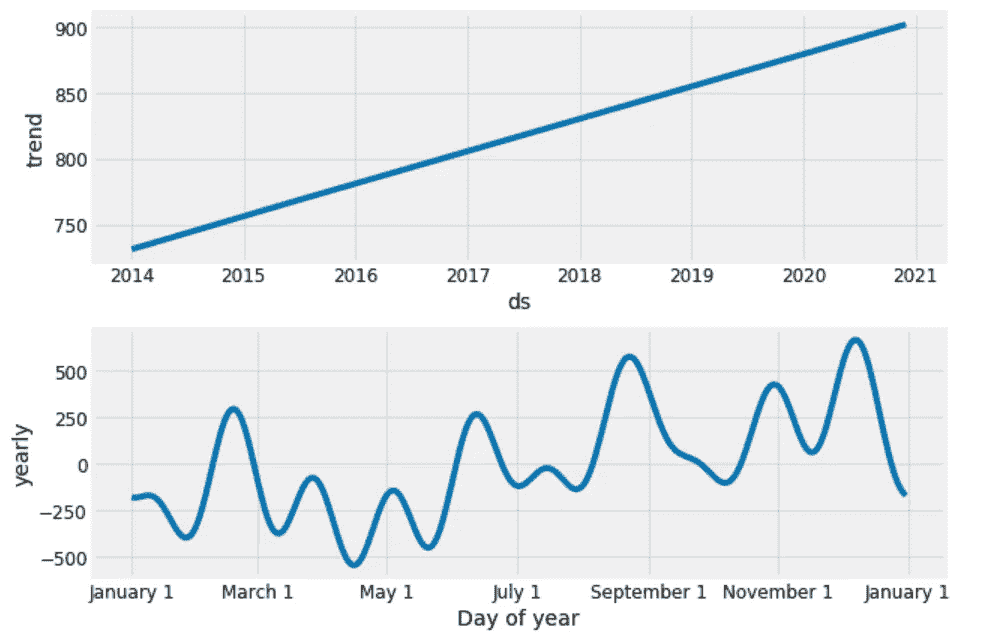 900
850
800
750
trend
2014 2015 2016 2017 2018 2019 2020 2021
ds
500
250
0
−250
−500
yearly
January 1 March 1 May 1 July 1 September 1 November 1 January 1
Day of year